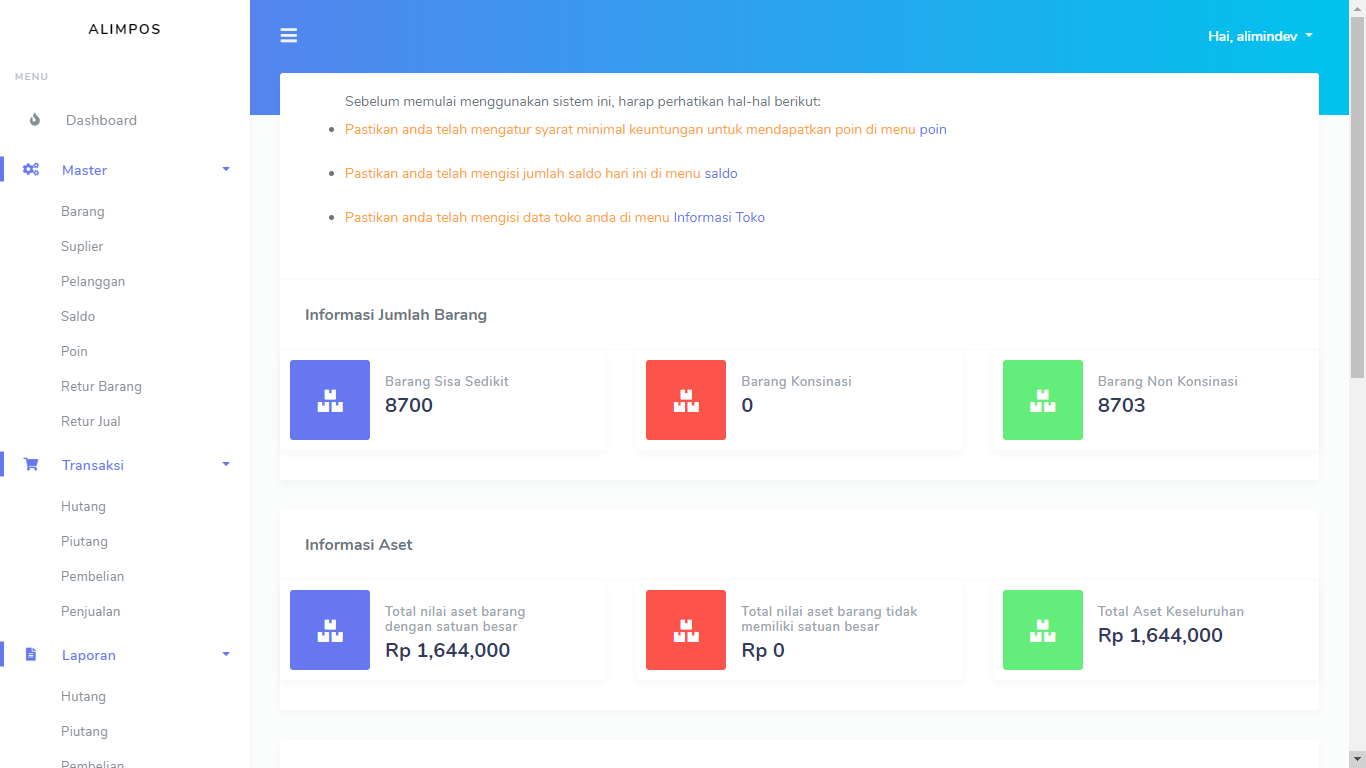 ALIMPOS
MENU
Dashboard
Master
Barang
Suplier
Pelanggan
Saldo
Poin
Retur Barang
Retur Jual
Transaksi
Hutang
Piutang
Pembelian
Penjualan
Laporan
Hutang
Piutang
Pembelian
Hai, alimindev
Sebelum memulai menggunakan sistem ini, harap perhatikan hal-hal berikut:
Pastikan anda telah mengatur syarat minimal keuntungan untuk mendapatkan poin di menu poin
Pastikan anda telah mengisi jumlah saldo hari ini di menu saldo
Pastikan anda telah mengisi data toko anda di menu Informasi Toko
Informasi Jumlah Barang
Barang Sisa Sedikit
8700
Barang Konsinasi
0
Barang Non Konsinasi
8703
Informasi Aset
Total nilai aset barang
dengan satuan besar
Rp 1,644,000
Total nilai aset barang tidak
memiliki satuan besar
Rp 0
Total Aset Keseluruhan
Rp 1,644,000